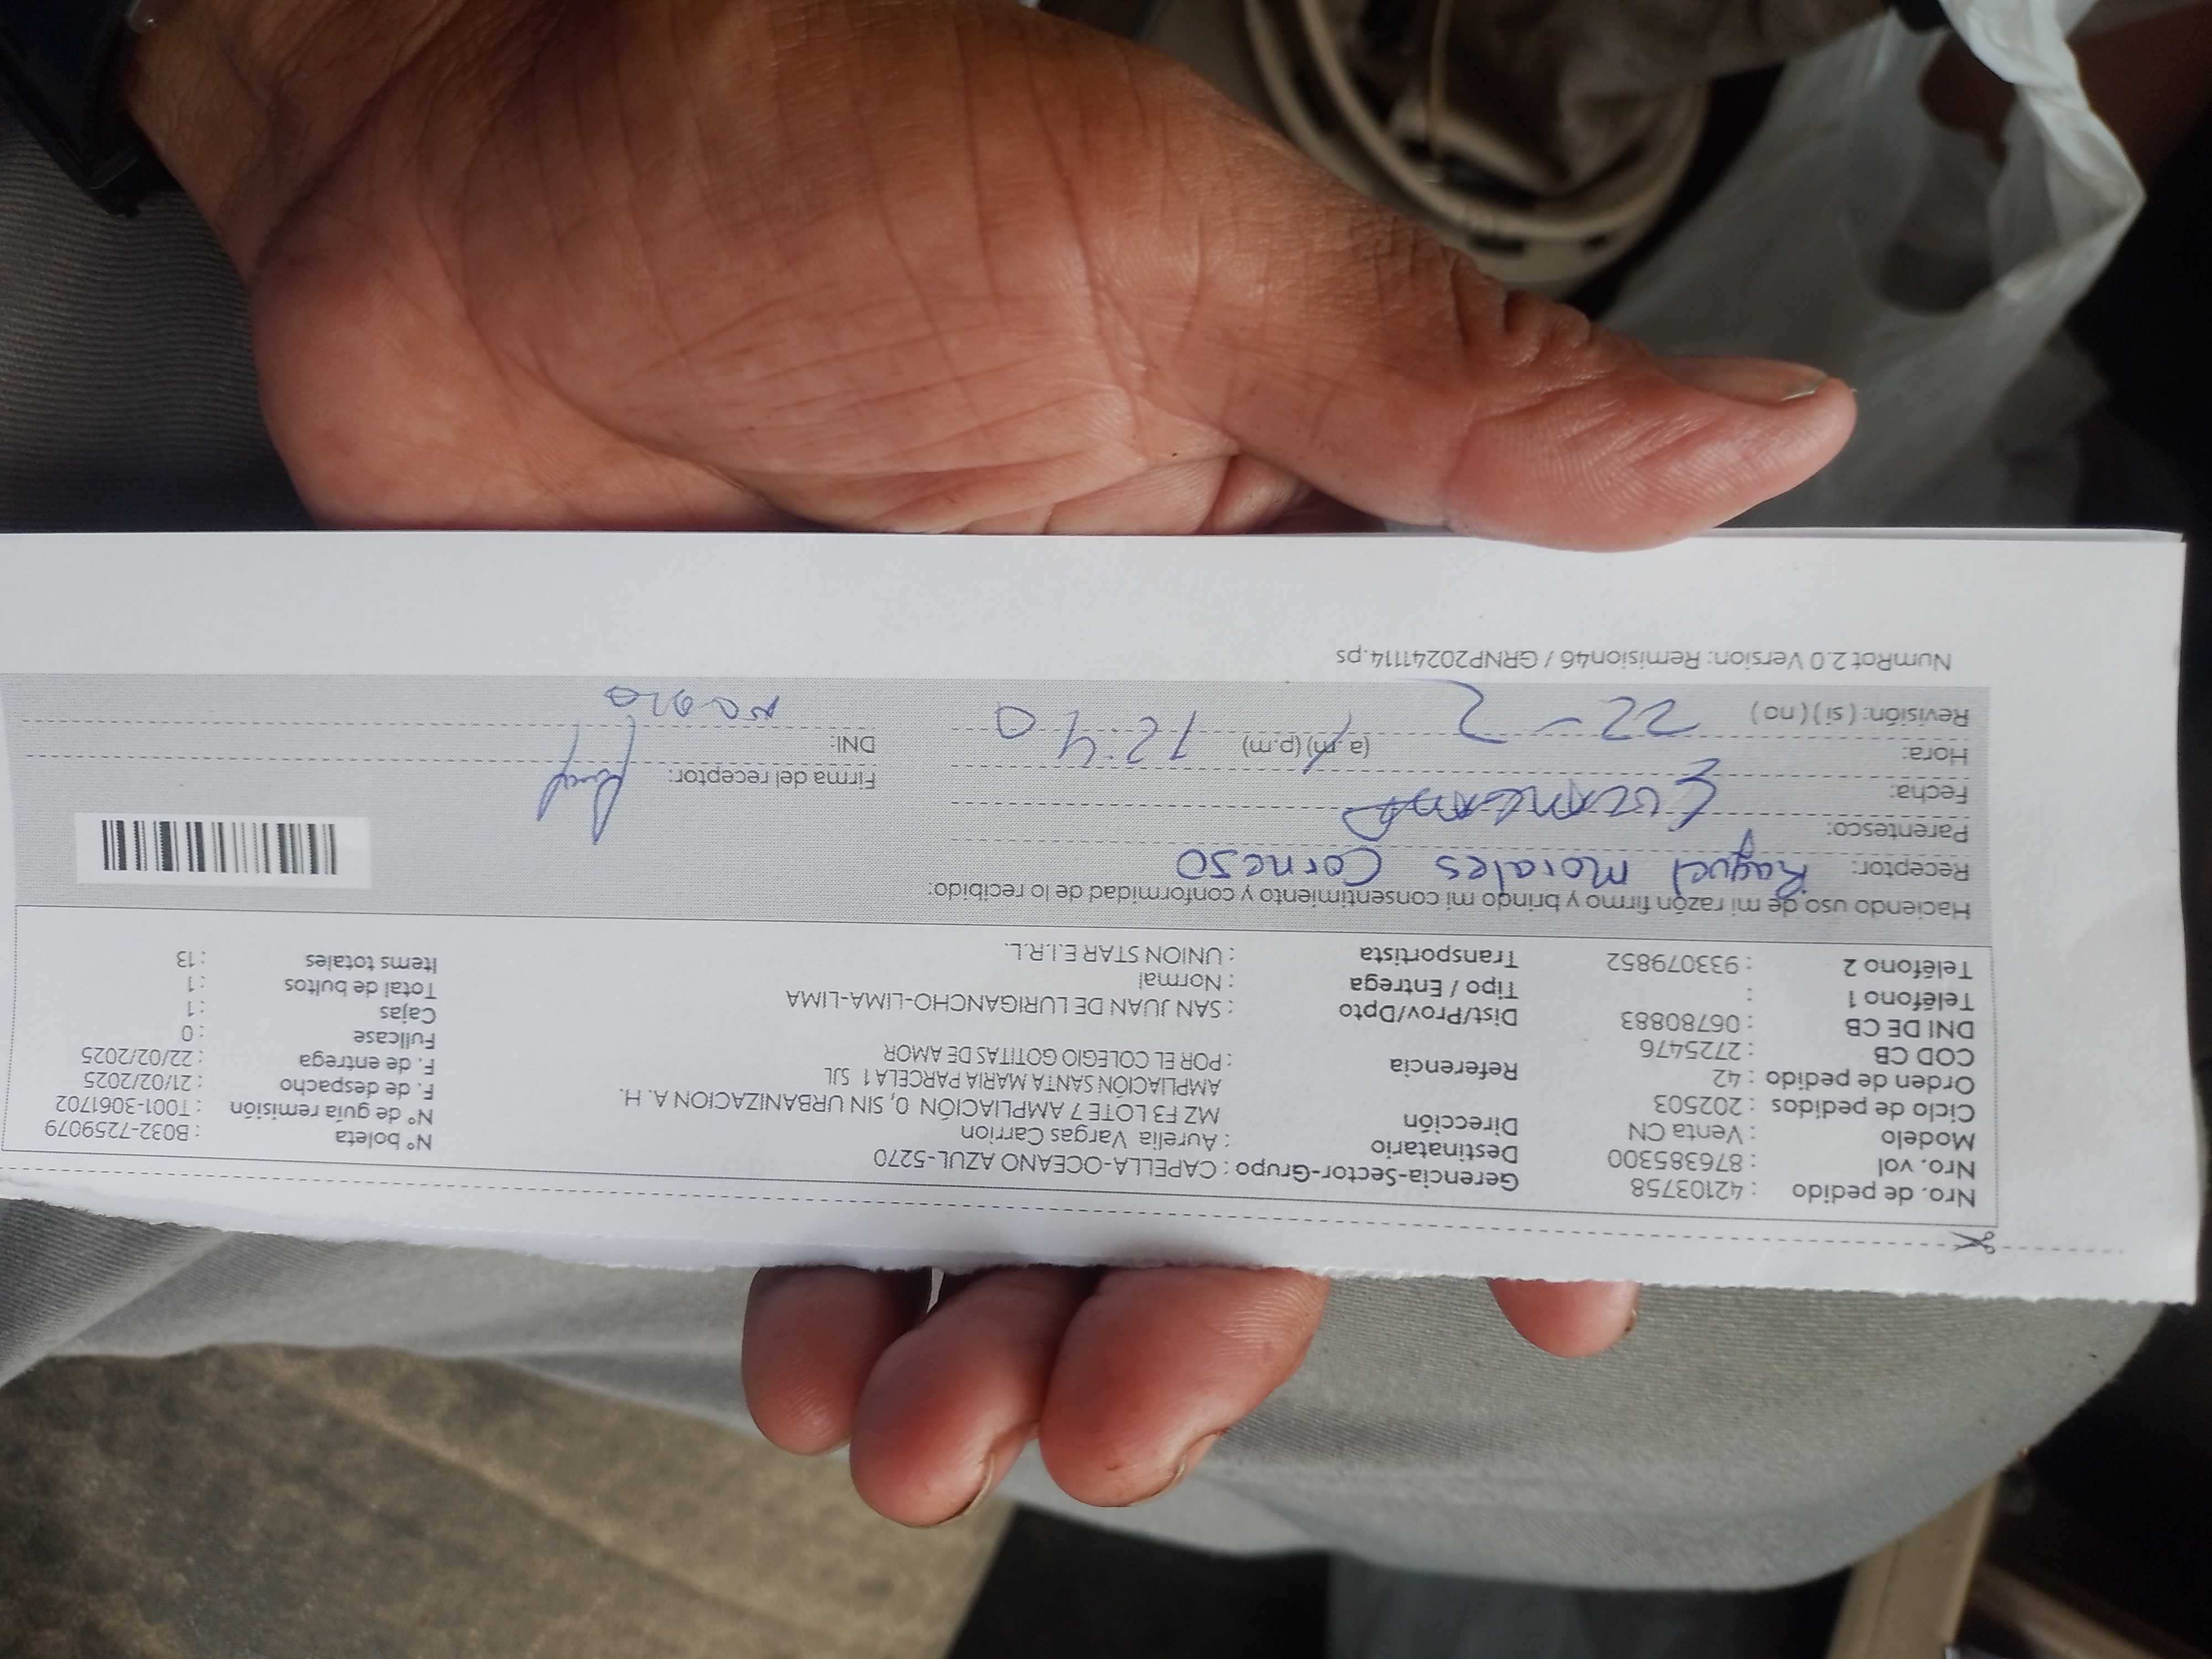 Nro. de pedido : 42103758
Nro. vol : 876385300
Modelo : Venta CN
Ciclo de pedidos : 202503
Orden de pedido : 42
COD CB : 2725476
DNI DE CB : 06780883
Teléfono 1 :
Teléfono 2 : 933079852
Gerencia-Sector-Grupo : CAPELLA-OCEANO AZUL-5270
Destinatario : Aurelia Vargas Carrion
Dirección MZ F3 LOTE 7 AMPLIACIÓN 0, SIN URBANIZACION A. H.
AMPLIACIÓN SANTA MARIA PARCELA 1 SJL
Referencia : POR EL COLEGIO GOTITAS DE AMOR
Dist/Prov/Dpto : SAN JUAN DE LURIGANCHO-LIMA-LIMA
Tipo / Entrega : Normal
Transportista : UNION STAR E.I.R.L.
N° boleta : B032-7259079
N° de guía remisión : T001-3061702
F. de despacho : 21/02/2025
F. de entrega : 22/02/2025
Fullcase : 0
Cajas : 1
Total de bultos : 1
Items totales : 13
Haciendo uso de mi razón firmo y brindo mi consentimiento y conformidad de lo recibido:
Receptor: Raquel Morales Cornejo
Parentesco:
Fecha:
Hora: (a.m) (p.m) 12:40
Revisión: ( si ) ( no ) 22 - 2
Firma del receptor:
DNI:
NumRot 2.0 Version: Remision46 / GRNP20241114.ps